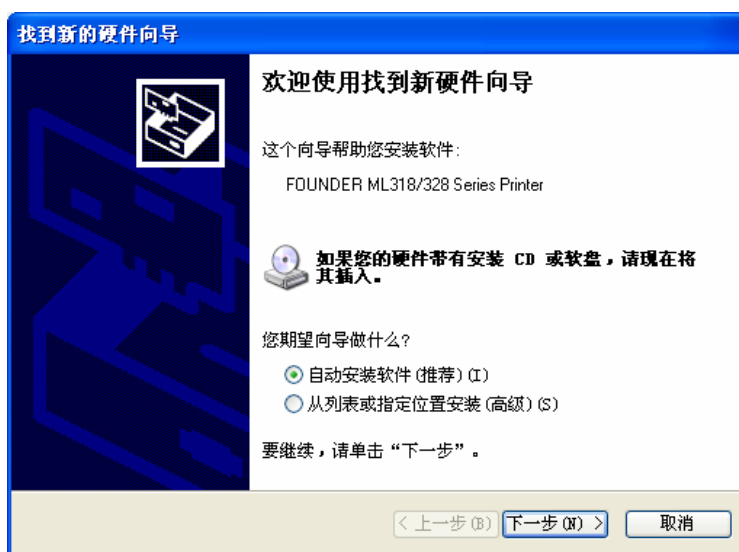 找到新的硬件向导
欢迎使用找到新硬件向导
这个向导帮助您安装软件:
FOUNDER ML318/328 Series Printer
如果您的硬件带有安装 CD 或软盘，请现在将
其插入。
您期望向导做什么?
自动安装软件(推荐)(I)
从列表或指定位置安装(高级)(S)
要继续，请单击“下一步”。
< 上一步(B) 下一步(N) > 取消